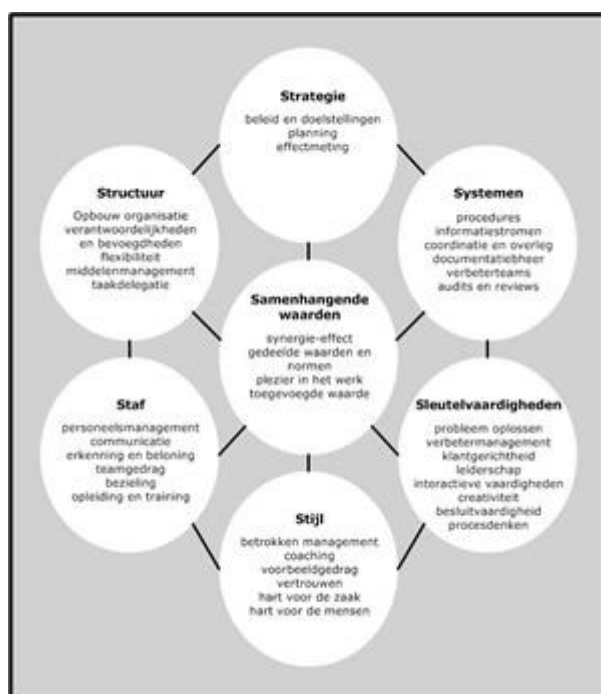 Strategie
beleid en doelstellingen
planning
effectmeting
Structuur
Opbouw organisatie
verantwoordelijkheden
en bevoegdheden
flexibiliteit
middelenmanagement
taakdelegatie
Systemen
procedures
informatiestromen
coordinatie en overleg
documentatiebheer
verbeterteams
audits en reviews
Samenhangende
waarden
synergie-effect
gedeelde waarden en
normen
plezier in het werk
toegevoegde waarde
Staf
personeelsmanagement
communicatie
erkenning en beloning
teamgedrag
bezieling
opleiding en training
Sleutelvaardigheden
probleem oplossen
verbetermanagement
klantgerichtheid
leiderschap
interactieve vaardigheden
creativiteit
besluitvaardigheid
procesdenken
Stijl
betrokken management
coaching
voorbeeldgedrag
vertrouwen
hart voor de zaak
hart voor de mensen